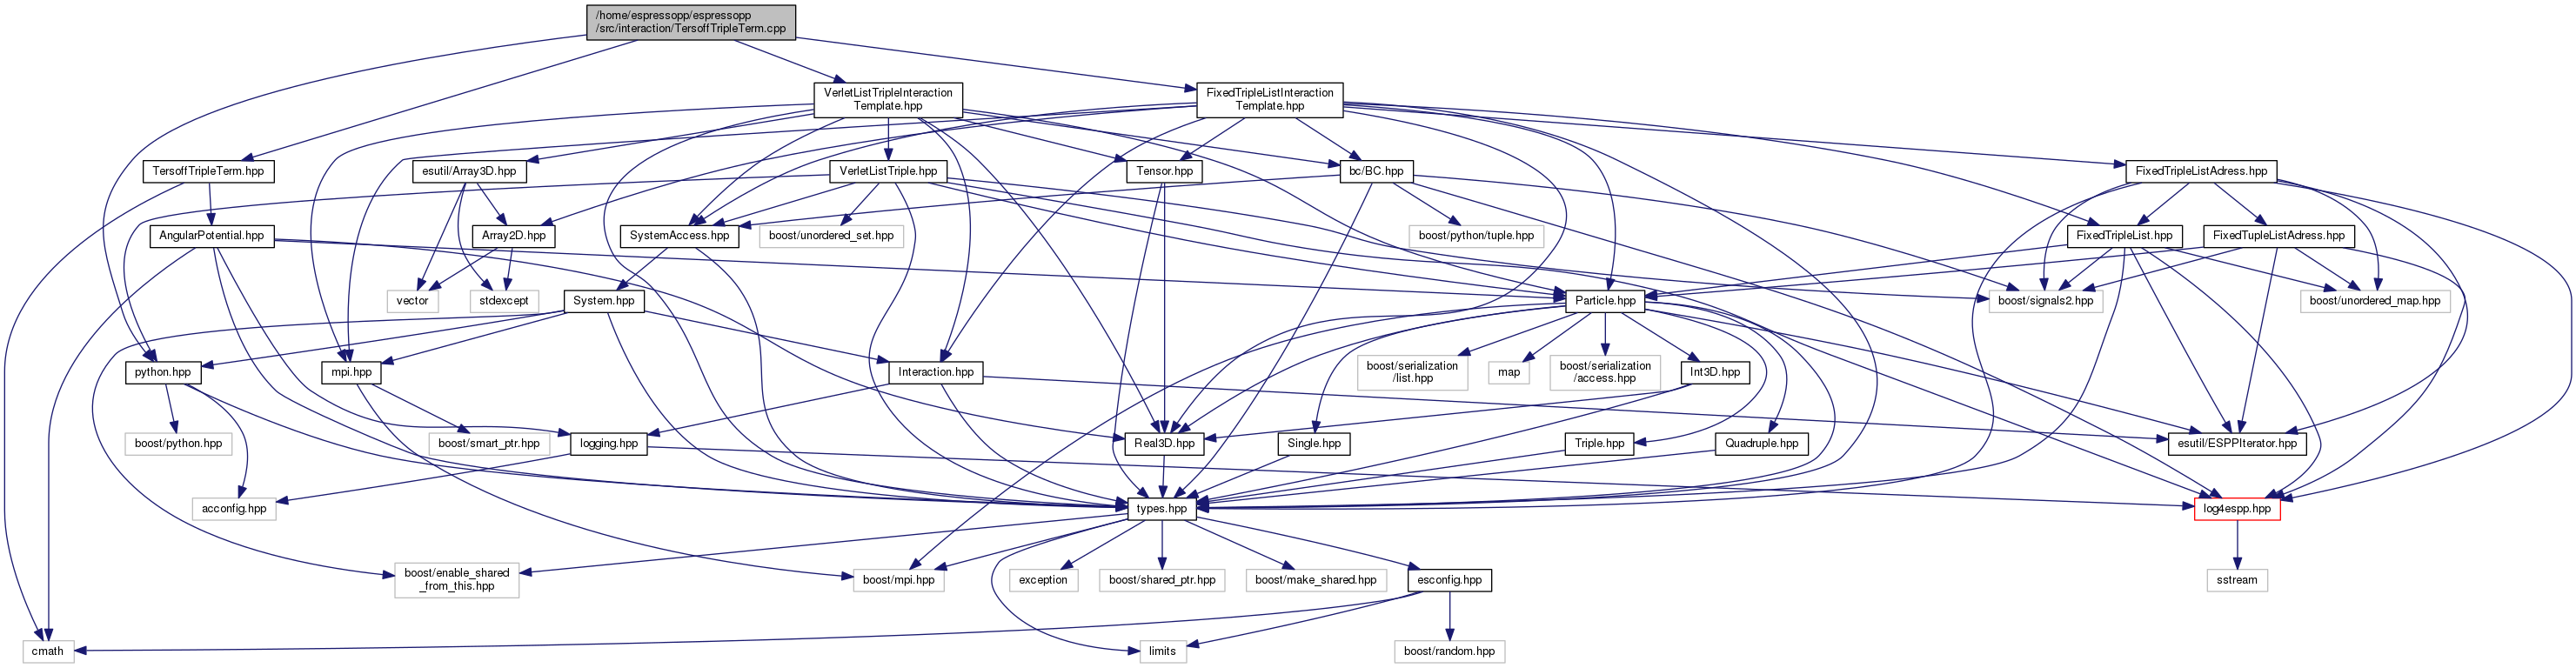 /home/espressopp/espressopp
/src/interaction/TersoffTripleTerm.cpp
VerletListTripleInteraction
Template.hpp
FixedTripleListInteraction
Template.hpp
TersoffTripleTerm.hpp
esutil/Array3D.hpp
VerletListTriple.hpp
Tensor.hpp
bc/BC.hpp
FixedTripleListAdress.hpp
AngularPotential.hpp
Array2D.hpp
SystemAccess.hpp
boost/unordered_set.hpp
boost/python/tuple.hpp
FixedTripleList.hpp
FixedTupleListAdress.hpp
vector
stdexcept
System.hpp
Particle.hpp
boost/signals2.hpp
boost/unordered_map.hpp
python.hpp
mpi.hpp
Interaction.hpp
boost/serialization
/list.hpp
map
boost/serialization
/access.hpp
Int3D.hpp
boost/python.hpp
boost/smart_ptr.hpp
logging.hpp
Real3D.hpp
Single.hpp
Triple.hpp
Quadruple.hpp
esutil/ESPPIterator.hpp
acconfig.hpp
types.hpp
log4espp.hpp
boost/enable_shared
_from_this.hpp
boost/mpi.hpp
exception
boost/shared_ptr.hpp
boost/make_shared.hpp
esconfig.hpp
sstream
cmath
limits
boost/random.hpp